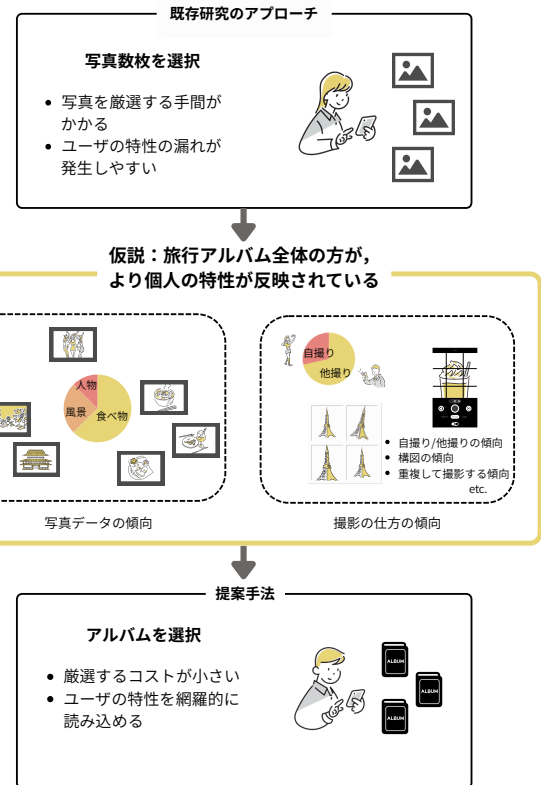 既存研究のアプローチ
写真数枚を選択
写真を厳選する手間が
かかる
ユーザの特性の漏れが
発生しやすい
仮説：旅行アルバム全体の方が，
より個人の特性が反映されている
人物
風景
食べ物
写真データの傾向
自撮り
他撮り
自撮り/他撮りの傾向
構図の傾向
重複して撮影する傾向
etc.
撮影の仕方の傾向
提案手法
アルバムを選択
厳選するコストが小さい
ユーザの特性を網羅的に
読み込める
ALBUM
ALBUM
ALBUM